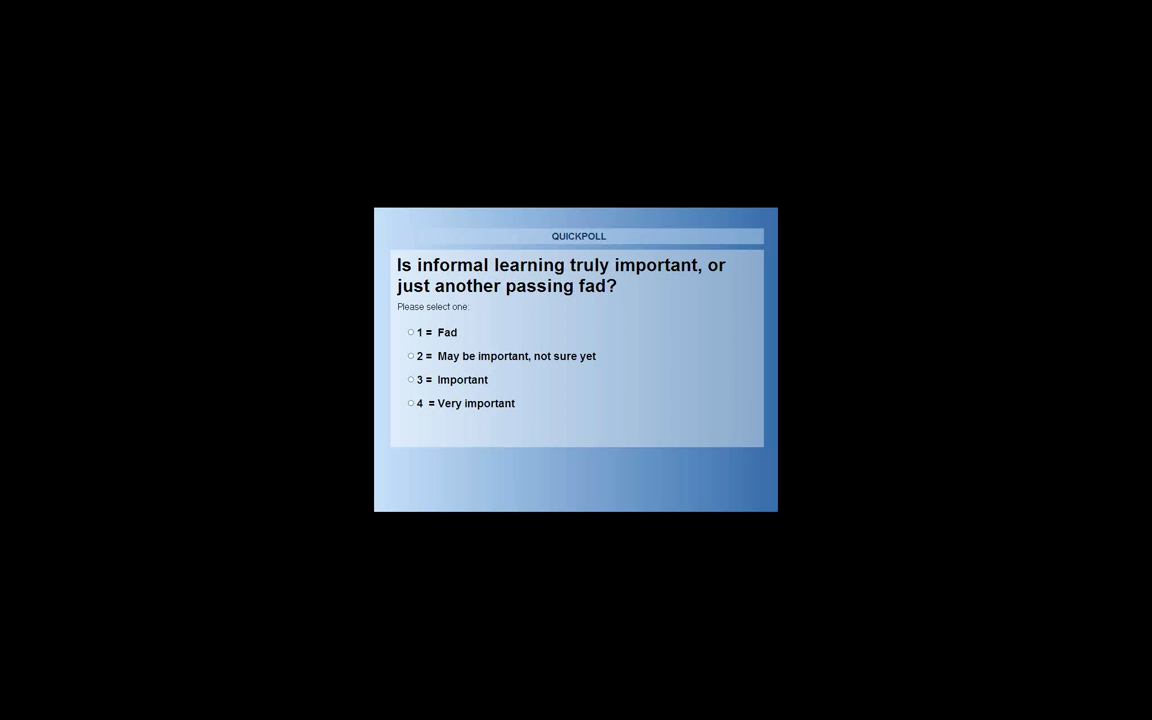 QUICKPOLL
Is informal learning truly important, or
just another passing fad?
Please select one:
1 = Fad
2 = May be important, not sure yet
3 = Important
4 = Very important